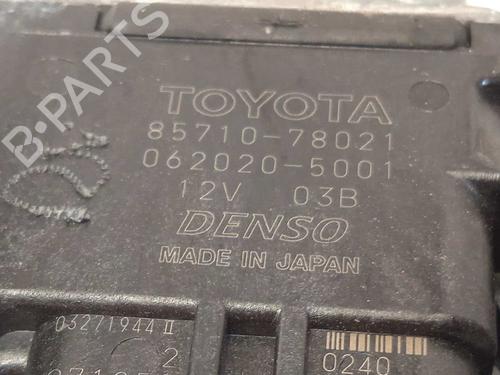 B-PARTS
TOYOTA
85710-78021
062020-5001
12V 03B
DENSO
MADE IN JAPAN
03271944 II
2
0240